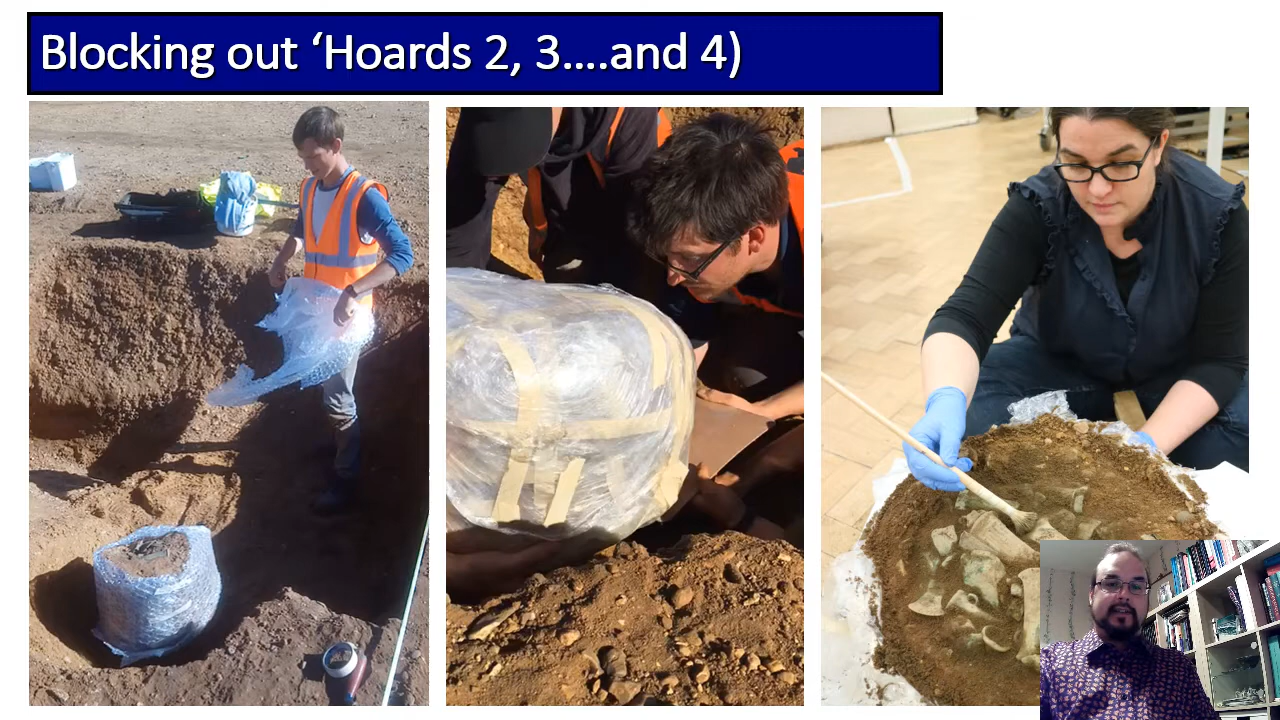 Blocking out ‘Hoards 2, 3....and 4)